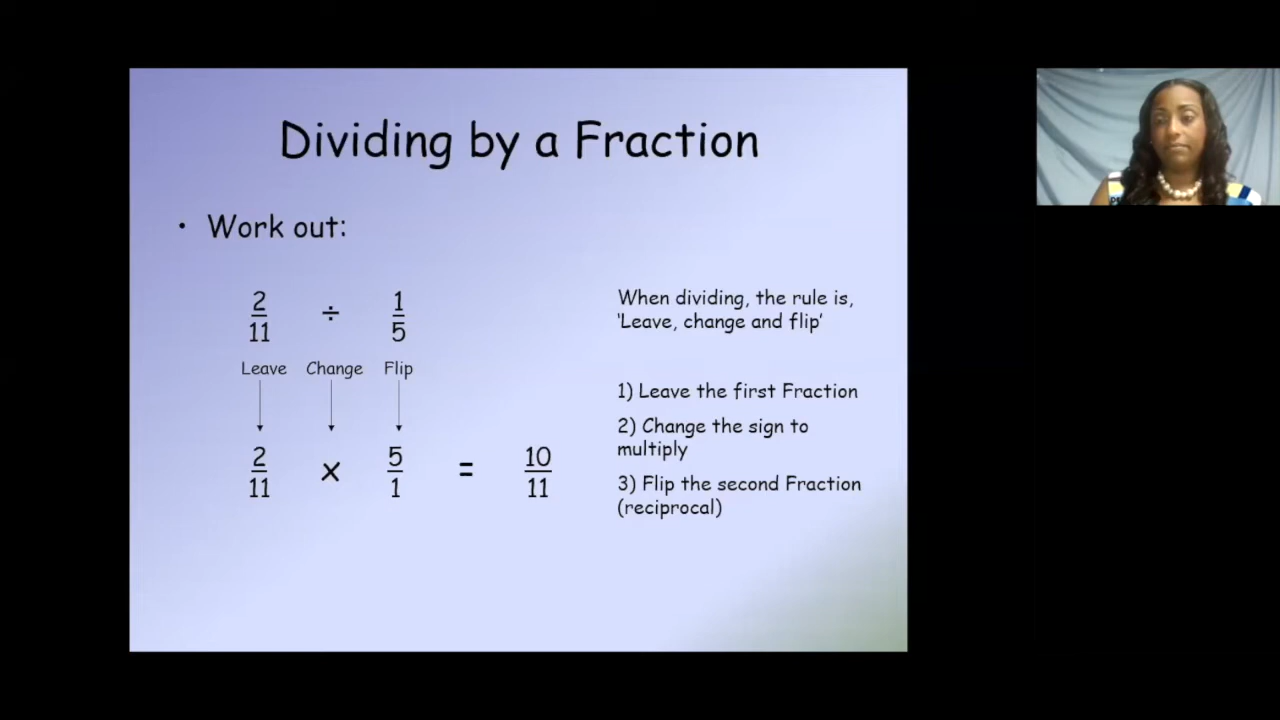 Dividing by a Fraction
• Work out:
2/11 ÷ 1/5
Leave Change Flip
2/11 x 5/1 = 10/11
When dividing, the rule is,
‘Leave, change and flip’
1) Leave the first Fraction
2) Change the sign to
multiply
3) Flip the second Fraction
(reciprocal)